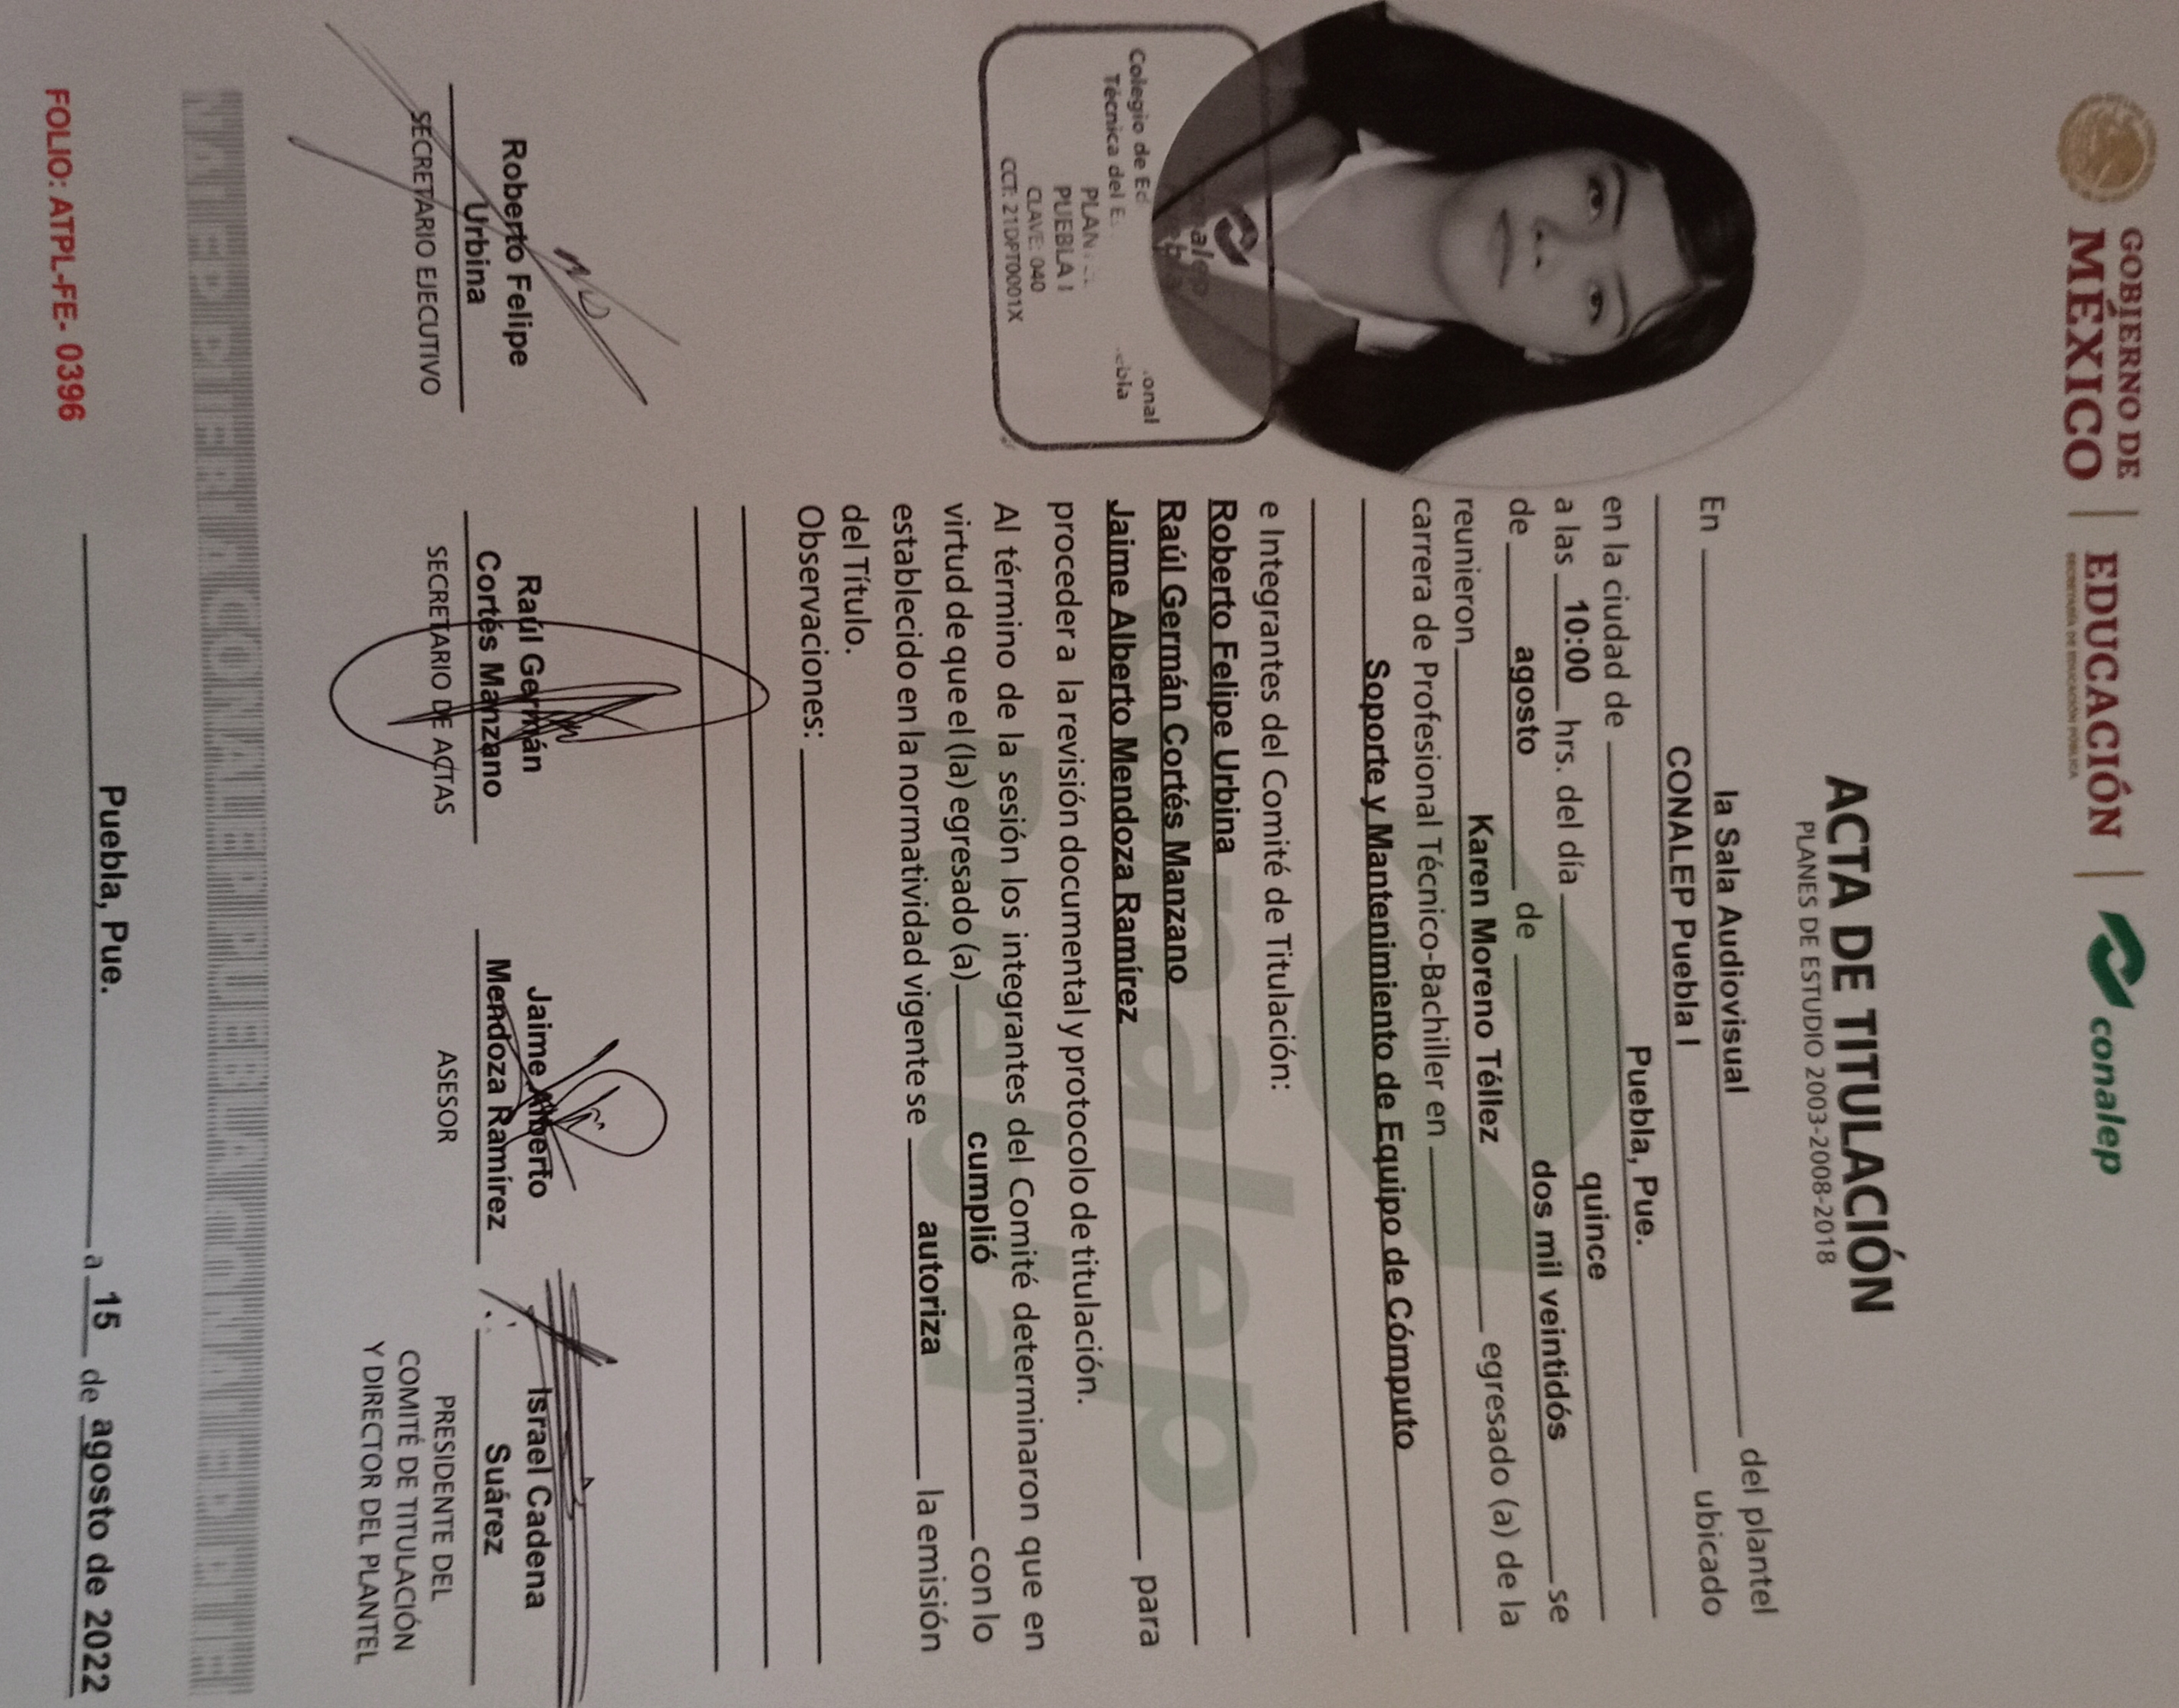 GOBIERNO DE
MÉXICO
EDUCACIÓN
SECRETARÍA DE EDUCACIÓN PÚBLICA
conalep
ACTA DE TITULACIÓN
PLANES DE ESTUDIO 2003-2008-2018
En la Sala Audiovisual del plantel
CONALEP Puebla I ubicado
en la ciudad de Puebla, Pue.
a las 10:00 hrs. del día quince
de agosto de dos mil veintidós se
reunieron Karen Moreno Téllez egresado (a) de la
carrera de Profesional Técnico-Bachiller en
Soporte y Mantenimiento de Equipo de Cómputo
e Integrantes del Comité de Titulación:
Roberto Felipe Urbina
Raúl Germán Cortés Manzano
Jaime Alberto Mendoza Ramírez para
proceder a la revisión documental y protocolo de titulación.
Al término de la sesión los integrantes del Comité determinaron que en
virtud de que el (la) egresado (a) cumplió con lo
establecido en la normatividad vigente se autoriza la emisión
del Título.
Observaciones:
conalep
Puebla
Colegio de onal
Técnica del
PUEBLA I
CLAVE: 040
CCT: 21DPT0001X
Roberto Felipe
Urbina
SECRETARIO EJECUTIVO
Raúl Germán
Cortés Manzano
SECRETARIO DE ACTAS
Jaime Alberto
Mendoza Ramírez
ASESOR
Israel Cadena
Suárez
PRESIDENTE DEL
COMITÉ DE TITULACIÓN
Y DIRECTOR DEL PLANTEL
FOLIO: ATPL-FE- 0396
Puebla, Pue. a 15 de agosto de 2022